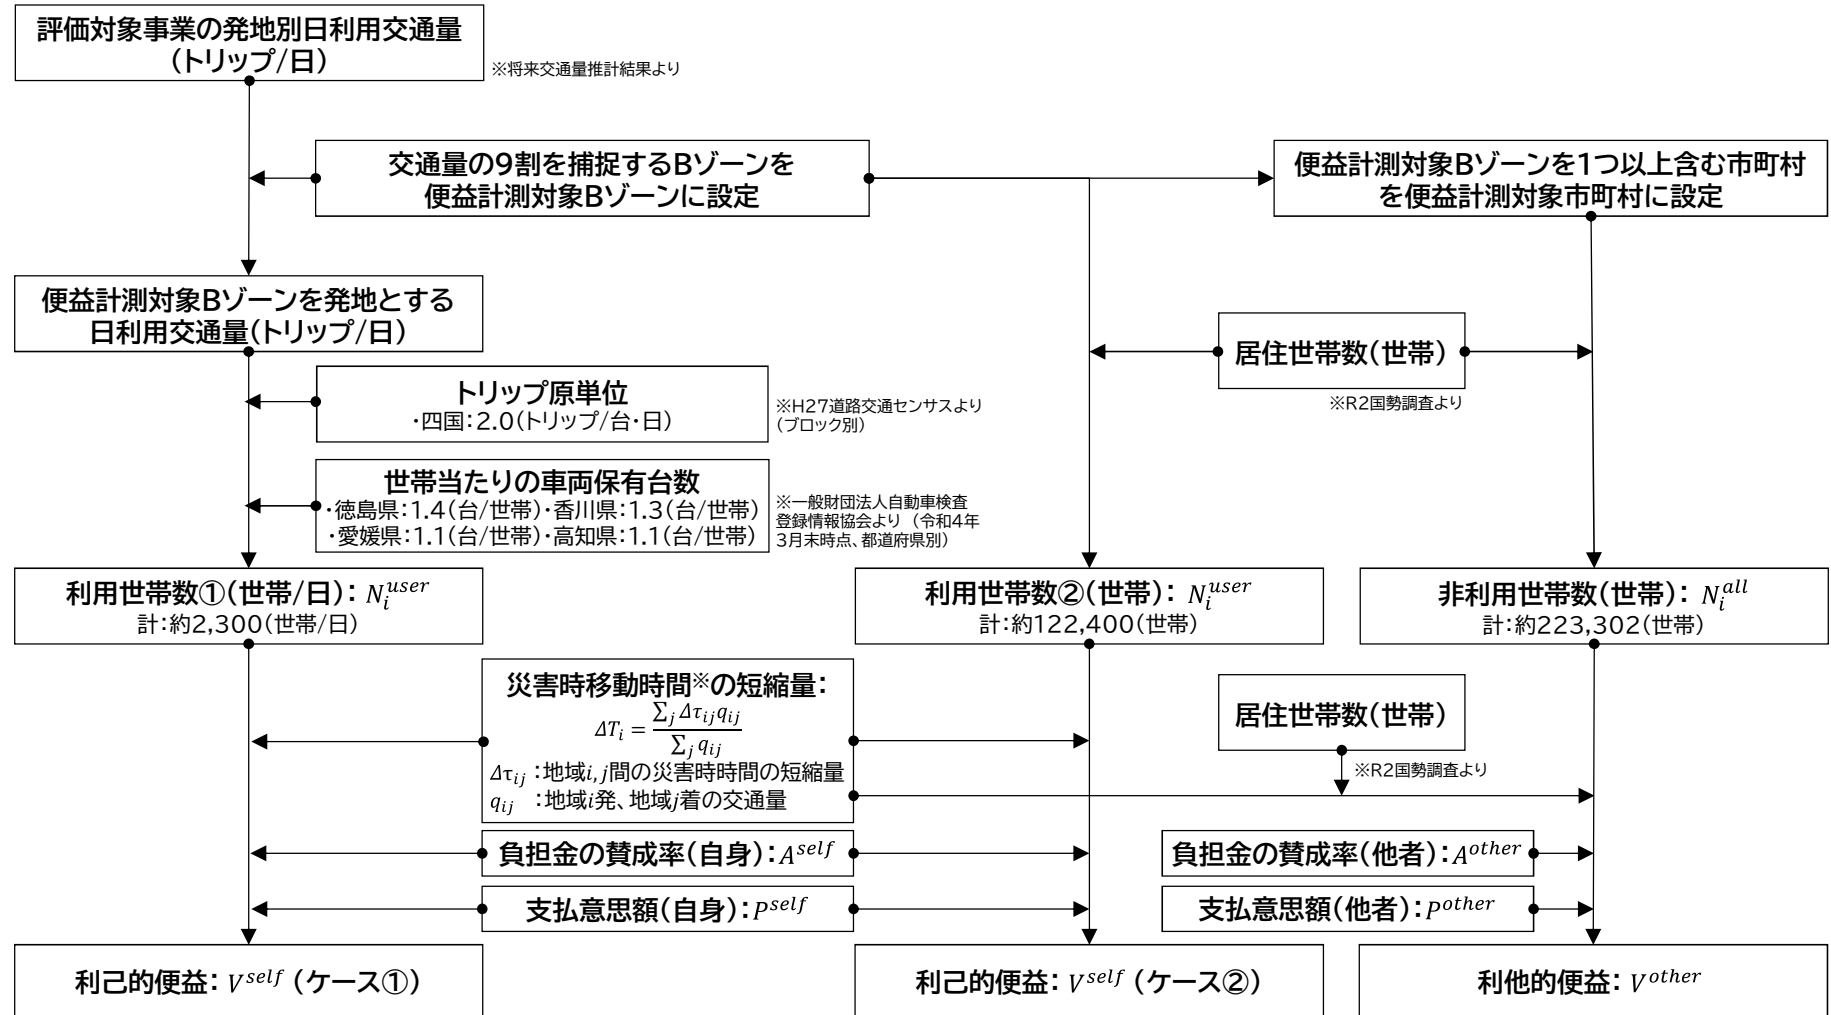 評価対象事業の発地別日利用交通量
(トリップ/日)
※将来交通量推計結果より
交通量の9割を捕捉するBゾーンを
便益計測対象Bゾーンに設定
便益計測対象Bゾーンを1つ以上含む市町村
を便益計測対象市町村に設定
便益計測対象Bゾーンを発地とする
日利用交通量(トリップ/日)
居住世帯数(世帯)
※R2国勢調査より
トリップ原単位
・四国:2.0(トリップ/台・日)
※H27道路交通センサスより
(ブロック別)
世帯当たりの車両保有台数
・徳島県:1.4(台/世帯)・香川県:1.3(台/世帯)
・愛媛県:1.1(台/世帯)・高知県:1.1(台/世帯)
※一般財団法人自動車検査
登録情報協会より (令和4年
3月末時点、都道府県別)
利用世帯数①(世帯/日): N_i^{user}
計:約2,300(世帯/日)
利用世帯数②(世帯): N_i^{user}
計:約122,400(世帯)
非利用世帯数(世帯): N_i^{all}
計:約223,302(世帯)
災害時移動時間※の短縮量:
ΔT_i = \frac{∑_j Δτ_{ij} q_{ij}}{∑_j q_{ij}}
Δτ_{ij} :地域i,j間の災害時時間の短縮量
q_{ij} :地域i発、地域j着の交通量
居住世帯数(世帯)
※R2国勢調査より
負担金の賛成率(自身):A^{self}
負担金の賛成率(他者):A^{other}
支払意思額(自身):P^{self}
支払意思額(他者):P^{other}
利己的便益: V^{self} (ケース①)
利己的便益: V^{self} (ケース②)
利他的便益: V^{other}